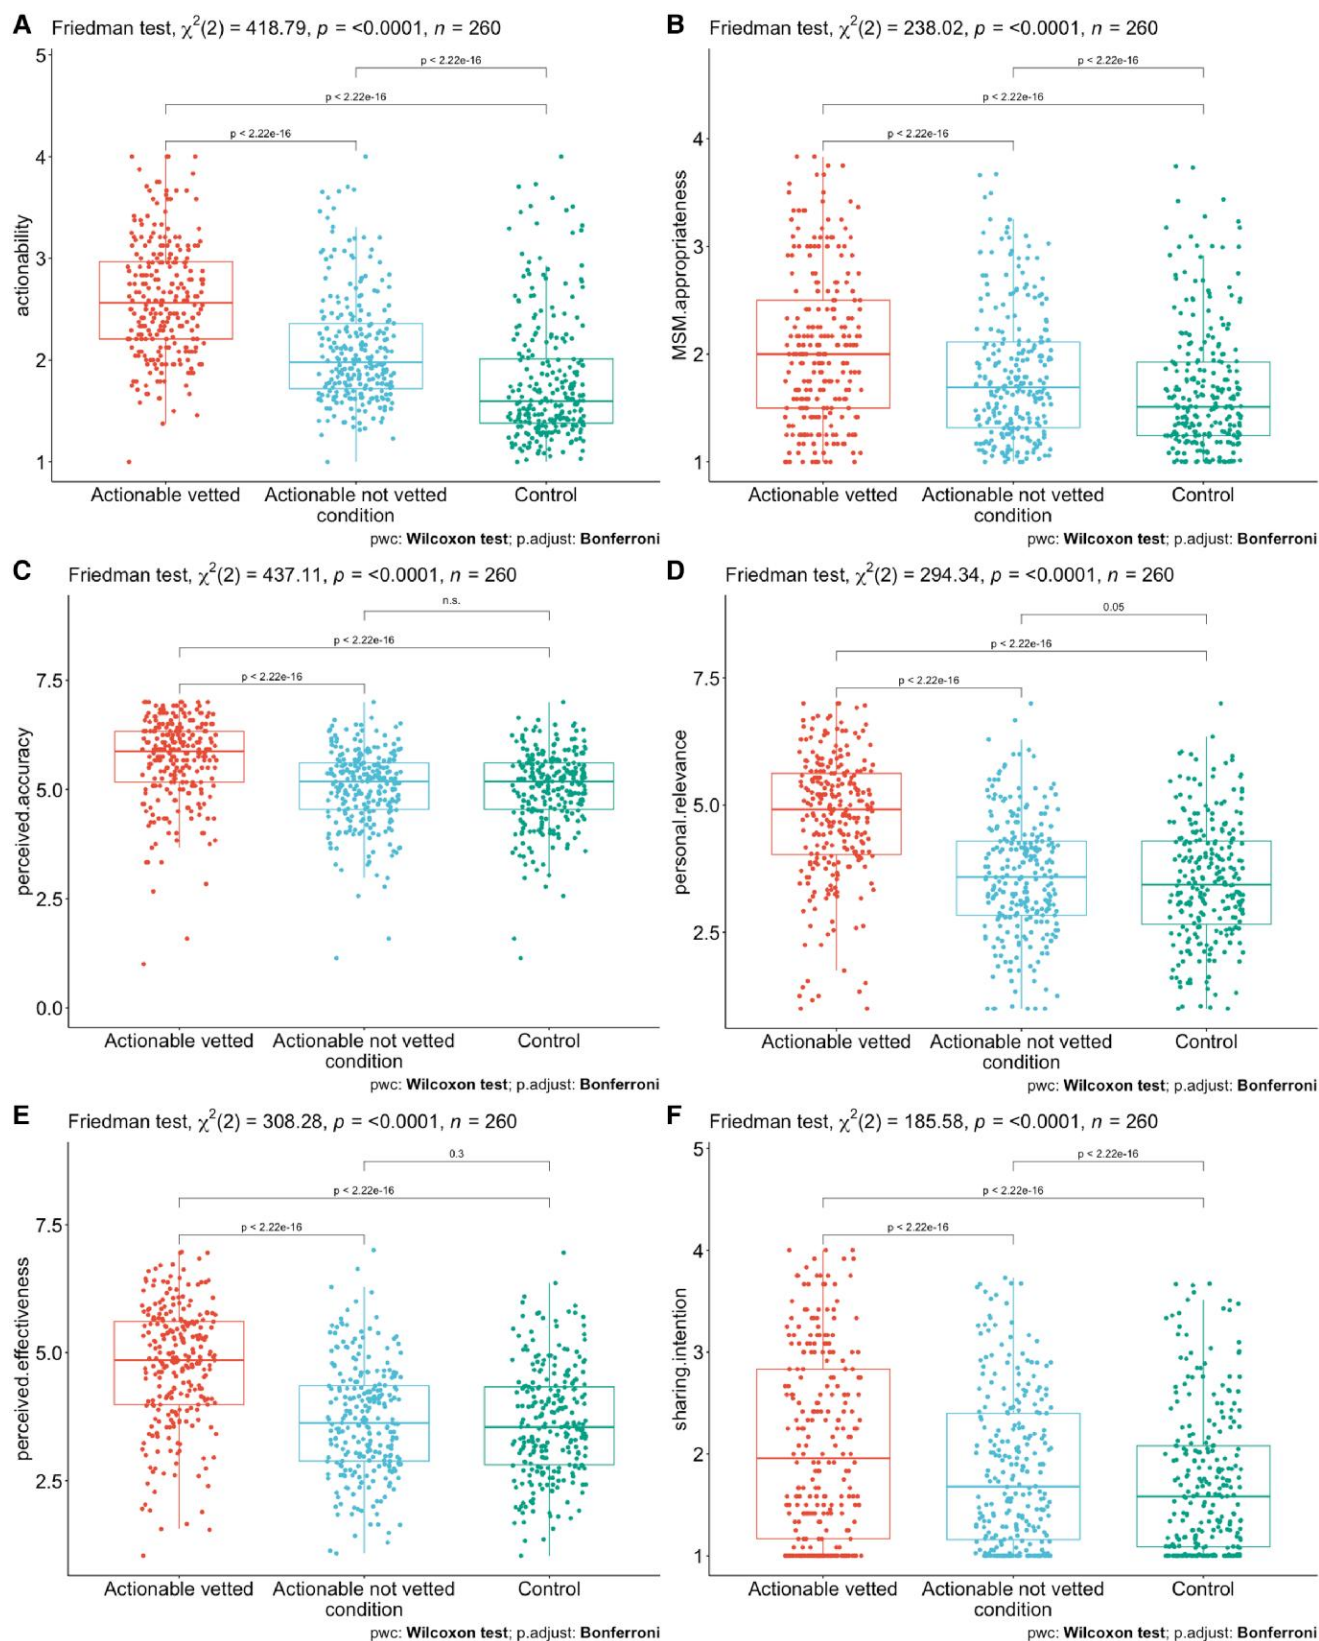 A Friedman test, χ²(2) = 418.79, p = <0.0001, n = 260
p < 2.22e-16
p < 2.22e-16
p < 2.22e-16
5
4
3
2
1
actionability
Actionable vetted Actionable not vetted Control
condition
pwc: Wilcoxon test; p.adjust: Bonferroni
B Friedman test, χ²(2) = 238.02, p = <0.0001, n = 260
p < 2.22e-16
p < 2.22e-16
p < 2.22e-16
4
3
2
1
MSM.appropriateness
Actionable vetted Actionable not vetted Control
condition
pwc: Wilcoxon test; p.adjust: Bonferroni
C Friedman test, χ²(2) = 437.11, p = <0.0001, n = 260
n.s.
p < 2.22e-16
p < 2.22e-16
7.5
5.0
2.5
0.0
perceived.accuracy
Actionable vetted Actionable not vetted Control
condition
pwc: Wilcoxon test; p.adjust: Bonferroni
D Friedman test, χ²(2) = 294.34, p = <0.0001, n = 260
0.05
p < 2.22e-16
p < 2.22e-16
7.5
5.0
2.5
personal.relevance
Actionable vetted Actionable not vetted Control
condition
pwc: Wilcoxon test; p.adjust: Bonferroni
E Friedman test, χ²(2) = 308.28, p = <0.0001, n = 260
0.3
p < 2.22e-16
p < 2.22e-16
7.5
5.0
2.5
perceived.effectiveness
Actionable vetted Actionable not vetted Control
condition
pwc: Wilcoxon test; p.adjust: Bonferroni
F Friedman test, χ²(2) = 185.58, p = <0.0001, n = 260
p < 2.22e-16
p < 2.22e-16
p < 2.22e-16
5
4
3
2
1
sharing.intention
Actionable vetted Actionable not vetted Control
condition
pwc: Wilcoxon test; p.adjust: Bonferroni